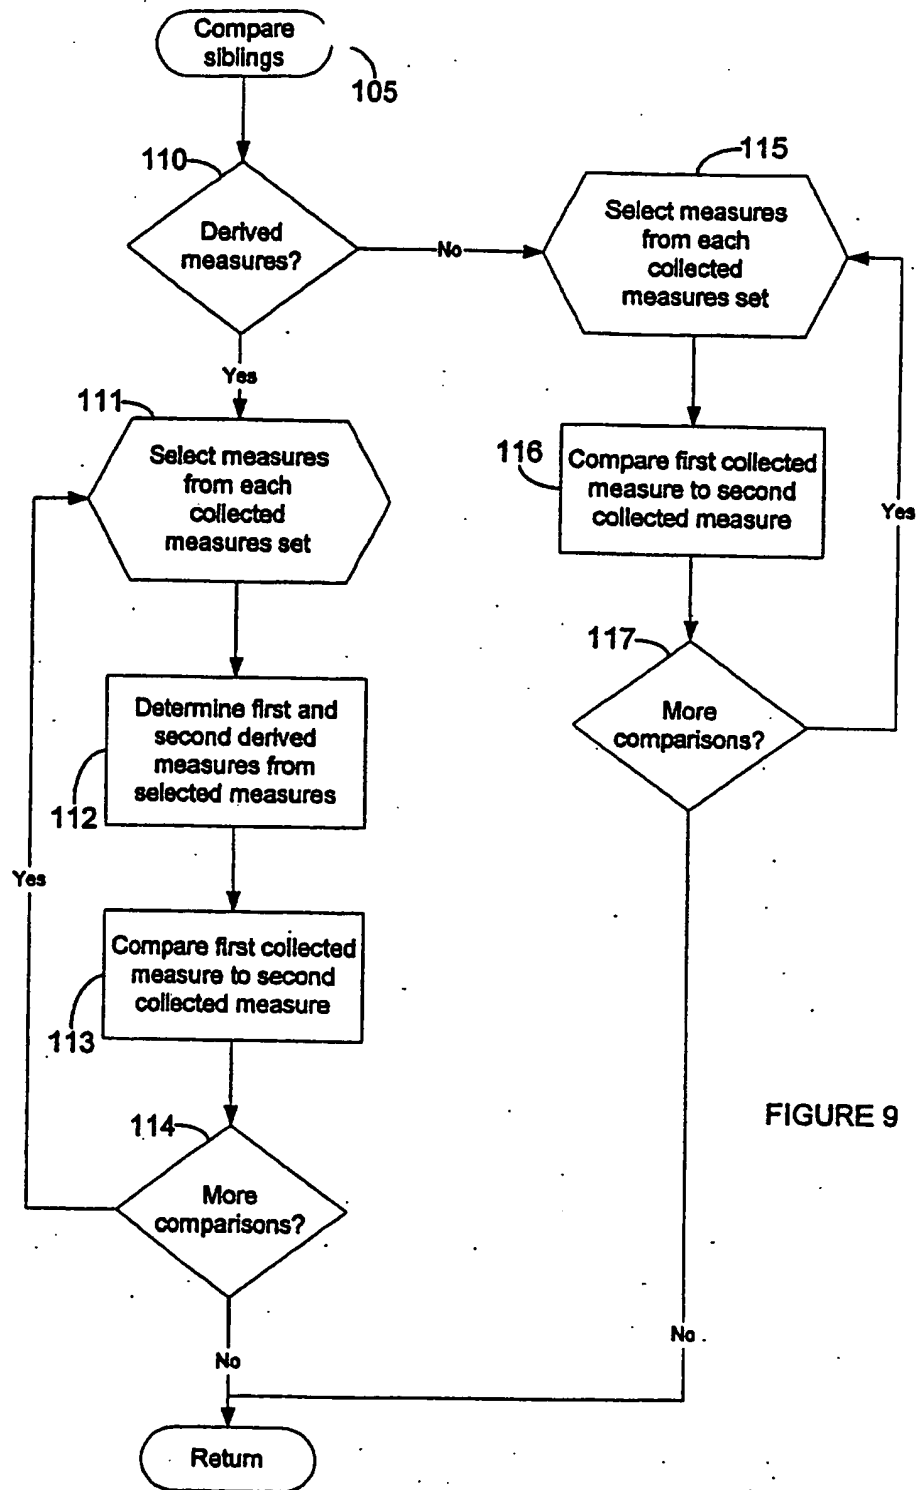 Compare
siblings
105
110
Derived
measures?
No
Yes
115
Select measures
from each
collected
measures set
111
Select measures
from each
collected
measures set
116
Compare first collected
measure to second
collected measure
Yes
117
More
comparisons?
Determine first and
second derived
measures from
selected measures
112
Yes
Compare first collected
measure to second
collected measure
113
114
More
comparisons?
FIGURE 9
No
No
Return